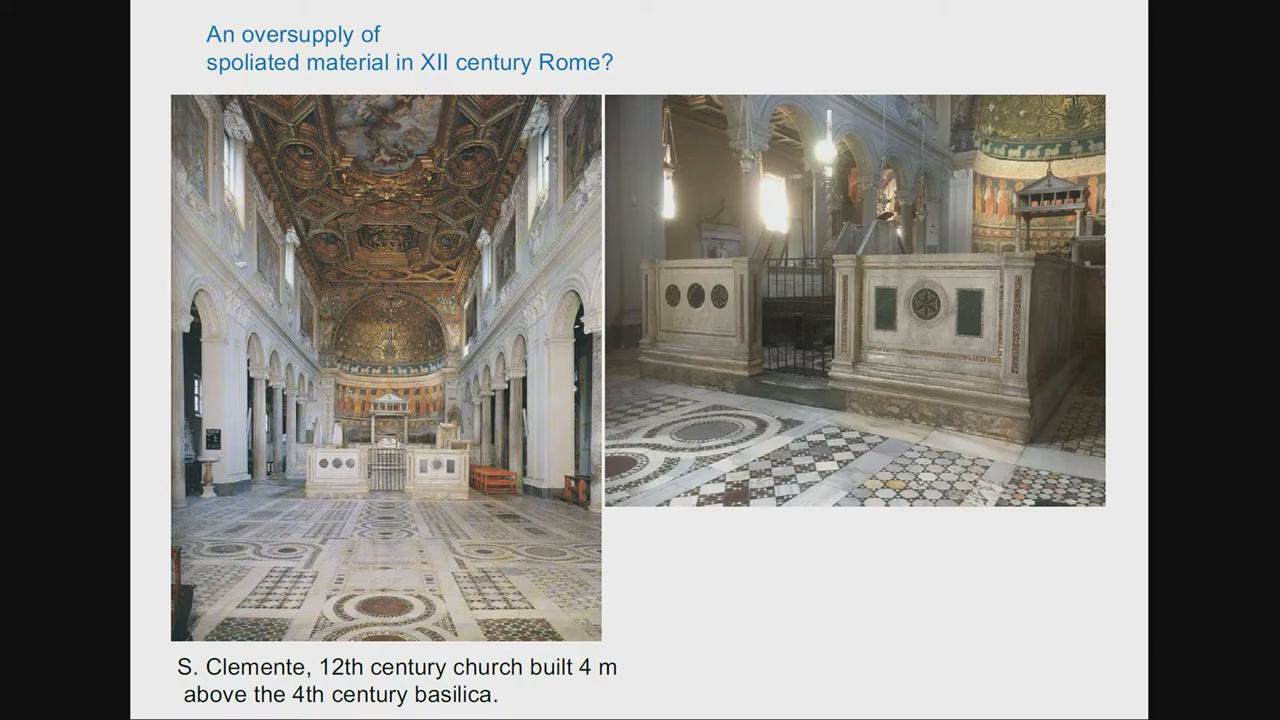 An oversupply of
spoliated material in XII century Rome?
S. Clemente, 12th century church built 4 m
above the 4th century basilica.